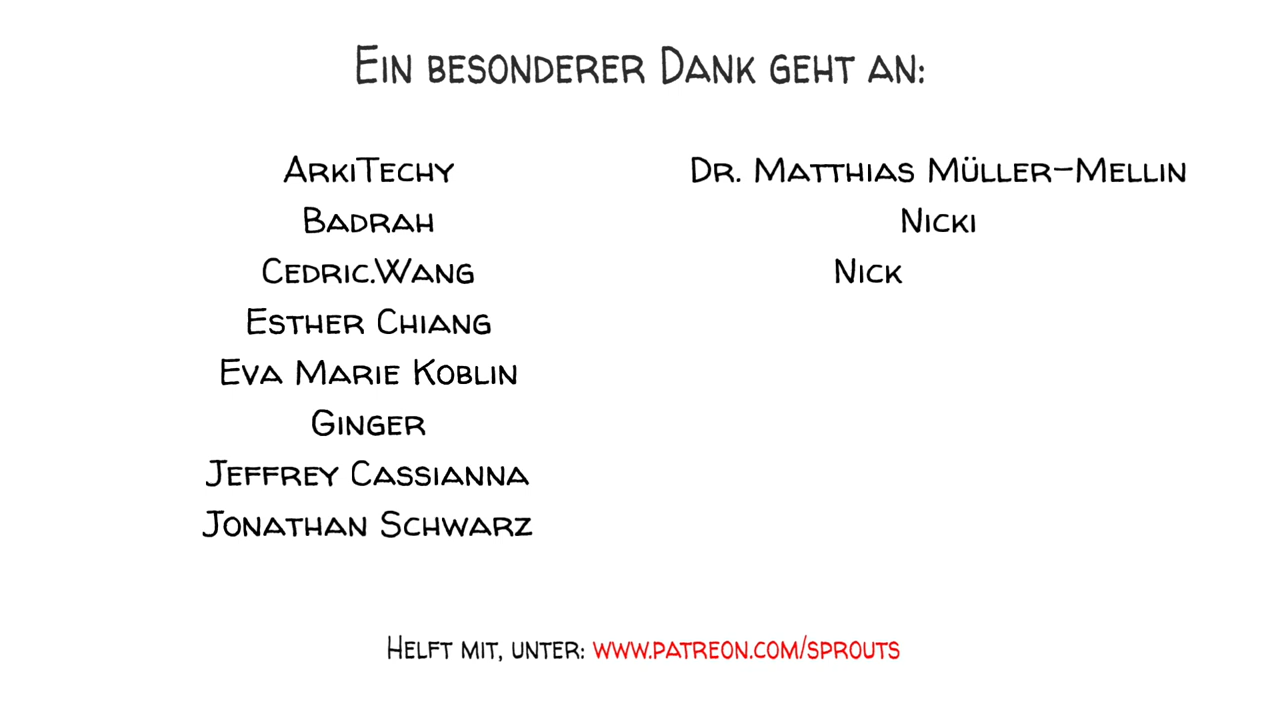 Ein besonderer Dank geht an:
ArkiTechy
Badrah
Cedric.Wang
Esther Chiang
Eva Marie Koblin
Ginger
Jeffrey Cassianna
Jonathan Schwarz
Dr. Matthias Müller-Mellin
Nicki
Nick
Helft mit, unter: www.patreon.com/sprouts